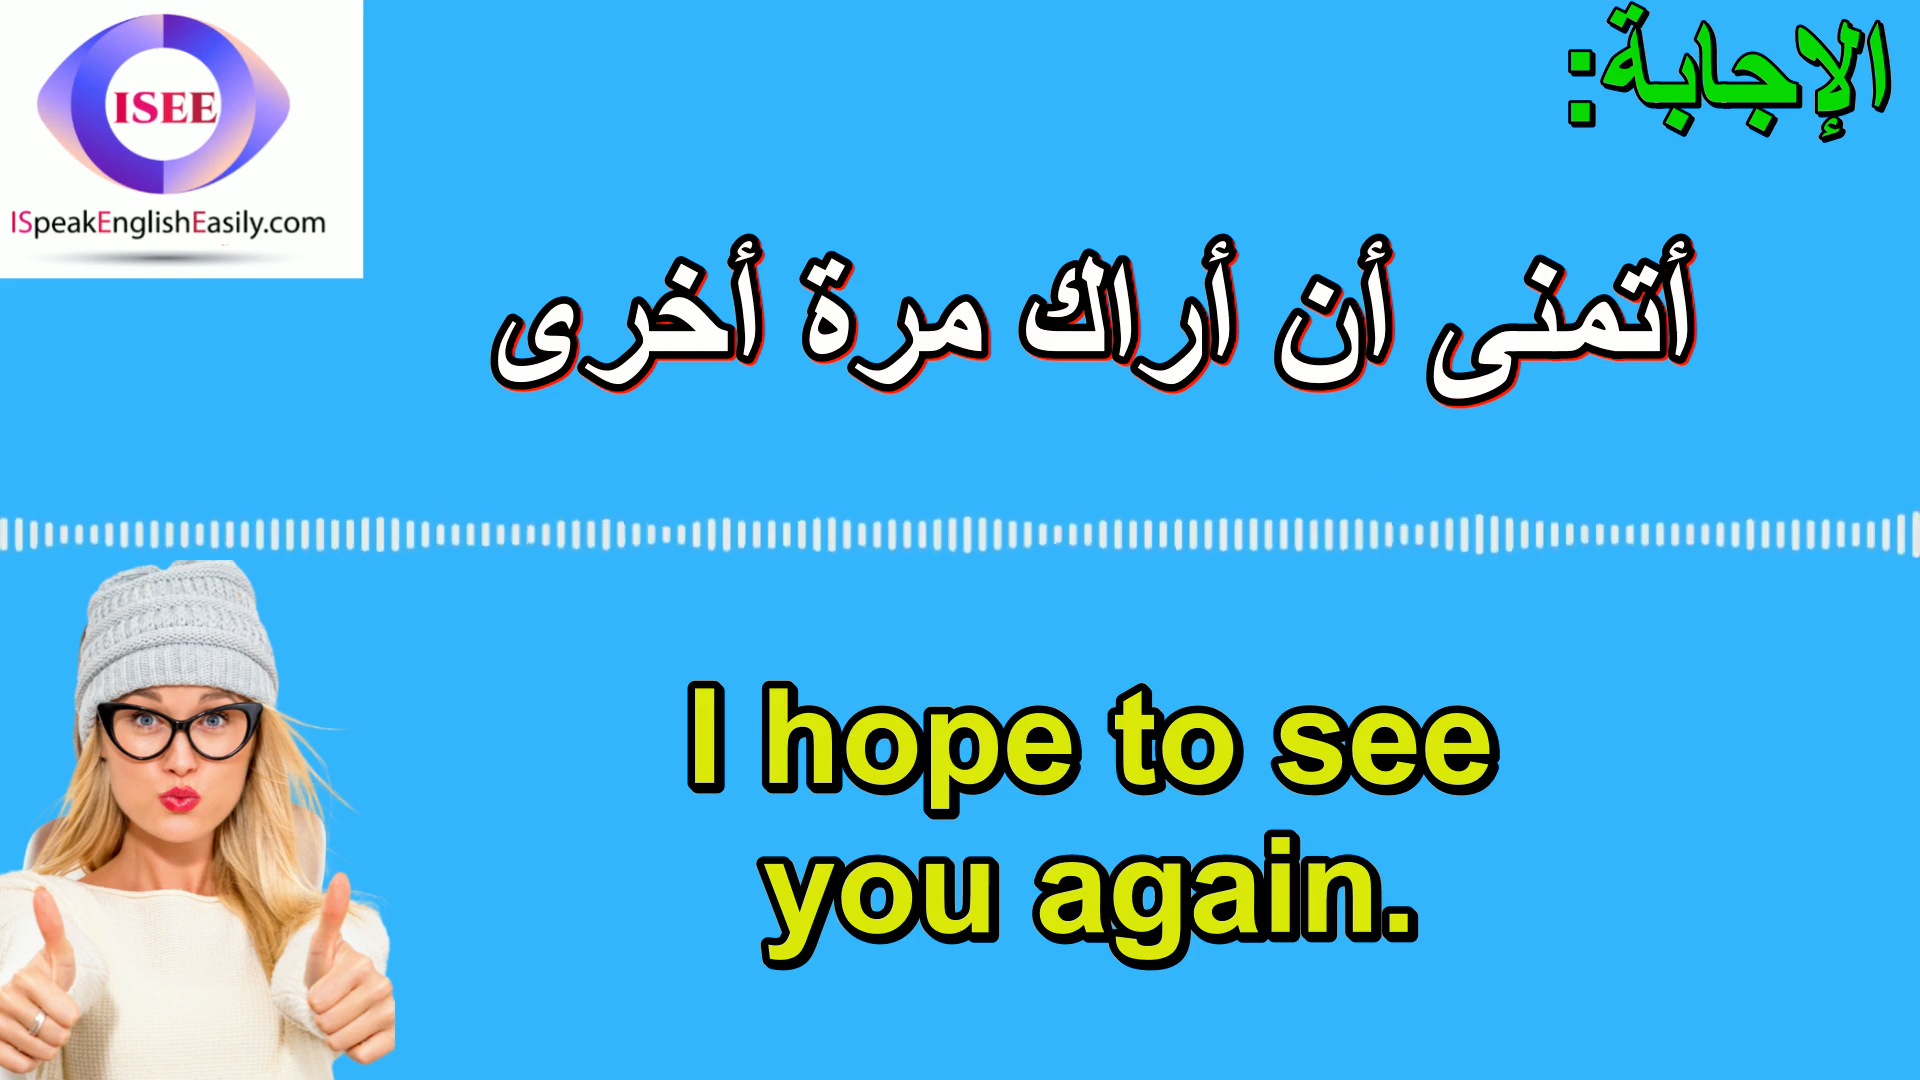 ISEE
ISpeakEnglishEasily.com
الإجابة:
أتمنى أن أراك مرة أخرى
I hope to see
you again.